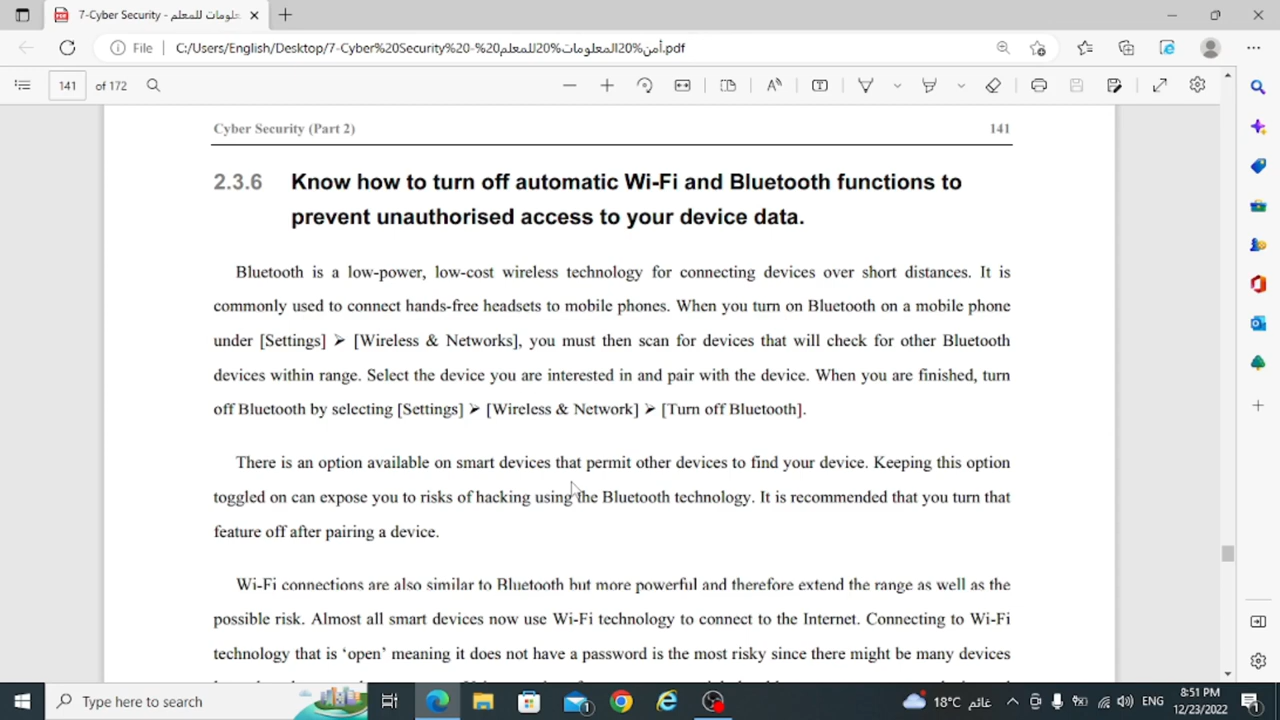 7-Cyber Security - علومات للمعلم
File
C:/Users/English/Desktop/7-Cyber%20Security%20-%20أمن%20المعلومات%20للمعلم.pdf
141 of 172
Cyber Security (Part 2) 141
2.3.6 Know how to turn off automatic Wi-Fi and Bluetooth functions to
prevent unauthorised access to your device data.
Bluetooth is a low-power, low-cost wireless technology for connecting devices over short distances. It is
commonly used to connect hands-free headsets to mobile phones. When you turn on Bluetooth on a mobile phone
under [Settings] ➤ [Wireless & Networks], you must then scan for devices that will check for other Bluetooth
devices within range. Select the device you are interested in and pair with the device. When you are finished, turn
off Bluetooth by selecting [Settings] ➤ [Wireless & Network] ➤ [Turn off Bluetooth].
There is an option available on smart devices that permit other devices to find your device. Keeping this option
toggled on can expose you to risks of hacking using the Bluetooth technology. It is recommended that you turn that
feature off after pairing a device.
Wi-Fi connections are also similar to Bluetooth but more powerful and therefore extend the range as well as the
possible risk. Almost all smart devices now use Wi-Fi technology to connect to the Internet. Connecting to Wi-Fi
technology that is ‘open’ meaning it does not have a password is the most risky since there might be many devices
Type here to search
18°C غائم
ENG
8:51 PM
12/23/2022